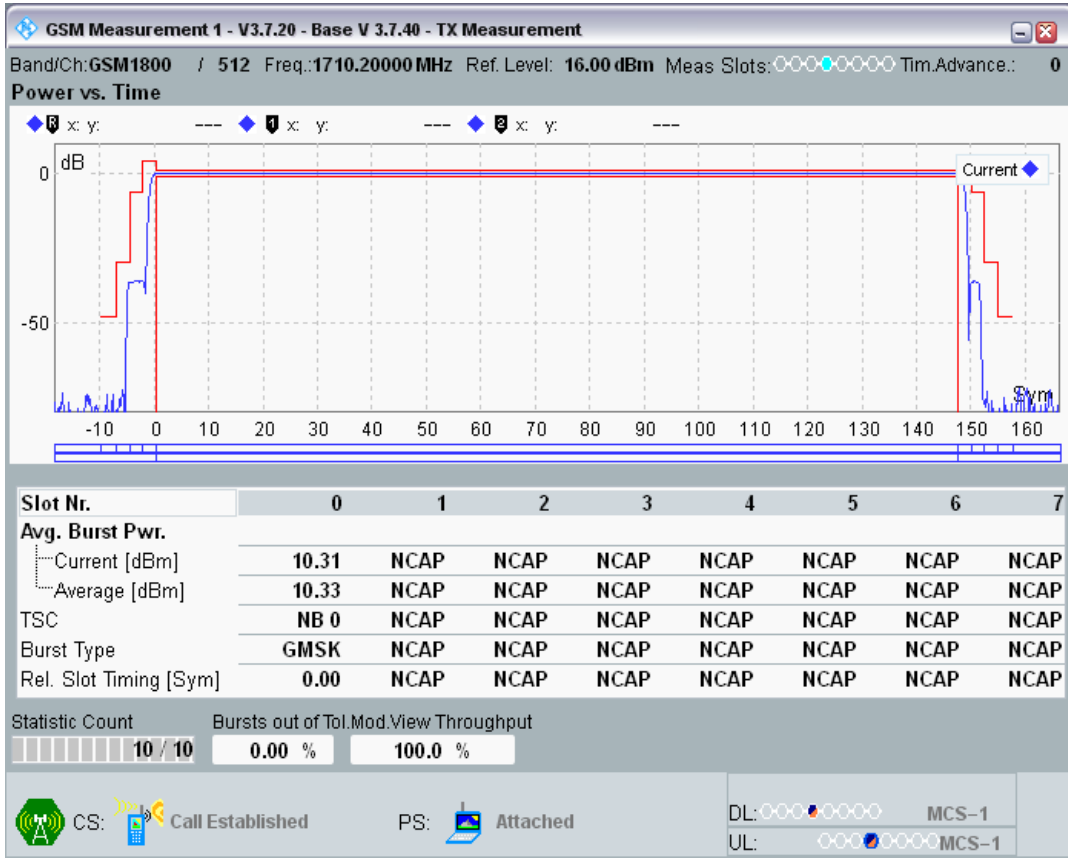 GSM Measurement 1 - V3.7.20 - Base V 3.7.40 - TX Measurement
Band/Ch:GSM1800 / 512 Freq.:1710.20000 MHz Ref. Level: 16.00 dBm Meas Slots: Tim.Advance.: 0
Power vs. Time
R x: y: --- 1 x: y: --- 2 x: y: ---
dB
Current
0
-50
Sym
-10 0 10 20 30 40 50 60 70 80 90 100 110 120 130 140 150 160
Slot Nr. 0 1 2 3 4 5 6 7
Avg. Burst Pwr.
Current [dBm] 10.31 NCAP NCAP NCAP NCAP NCAP NCAP NCAP
Average [dBm] 10.33 NCAP NCAP NCAP NCAP NCAP NCAP NCAP
TSC NB 0 NCAP NCAP NCAP NCAP NCAP NCAP NCAP
Burst Type GMSK NCAP NCAP NCAP NCAP NCAP NCAP NCAP
Rel. Slot Timing [Sym] 0.00 NCAP NCAP NCAP NCAP NCAP NCAP NCAP
Statistic Count Bursts out of Tol.Mod.View Throughput
10 / 10 0.00 % 100.0 %
CS: Call Established PS: Attached
DL: MCS-1
UL: MCS-1